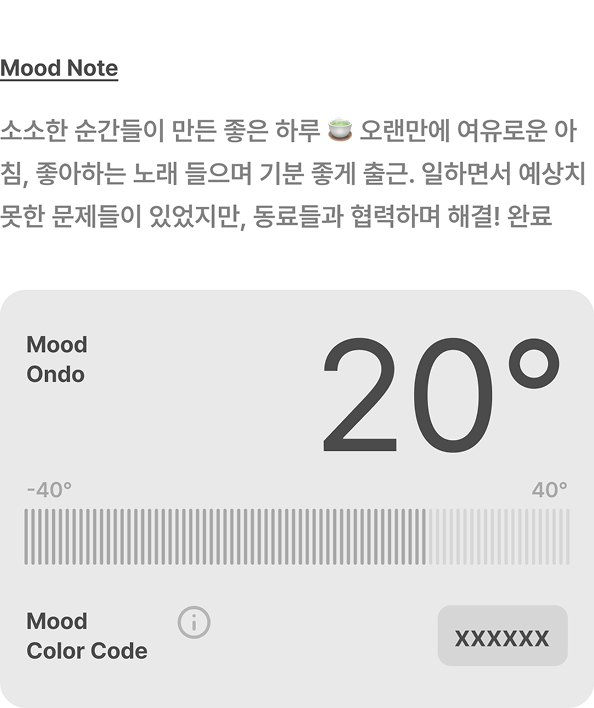 Mood Note
소소한 순간들이 만든 좋은 하루 🍵 오랜만에 여유로운 아
침, 좋아하는 노래 들으며 기분 좋게 출근. 일하면서 예상치
못한 문제들이 있었지만, 동료들과 협력하며 해결! 완료
Mood
Ondo
20°
-40°
40°
Mood
Color Code
XXXXXX